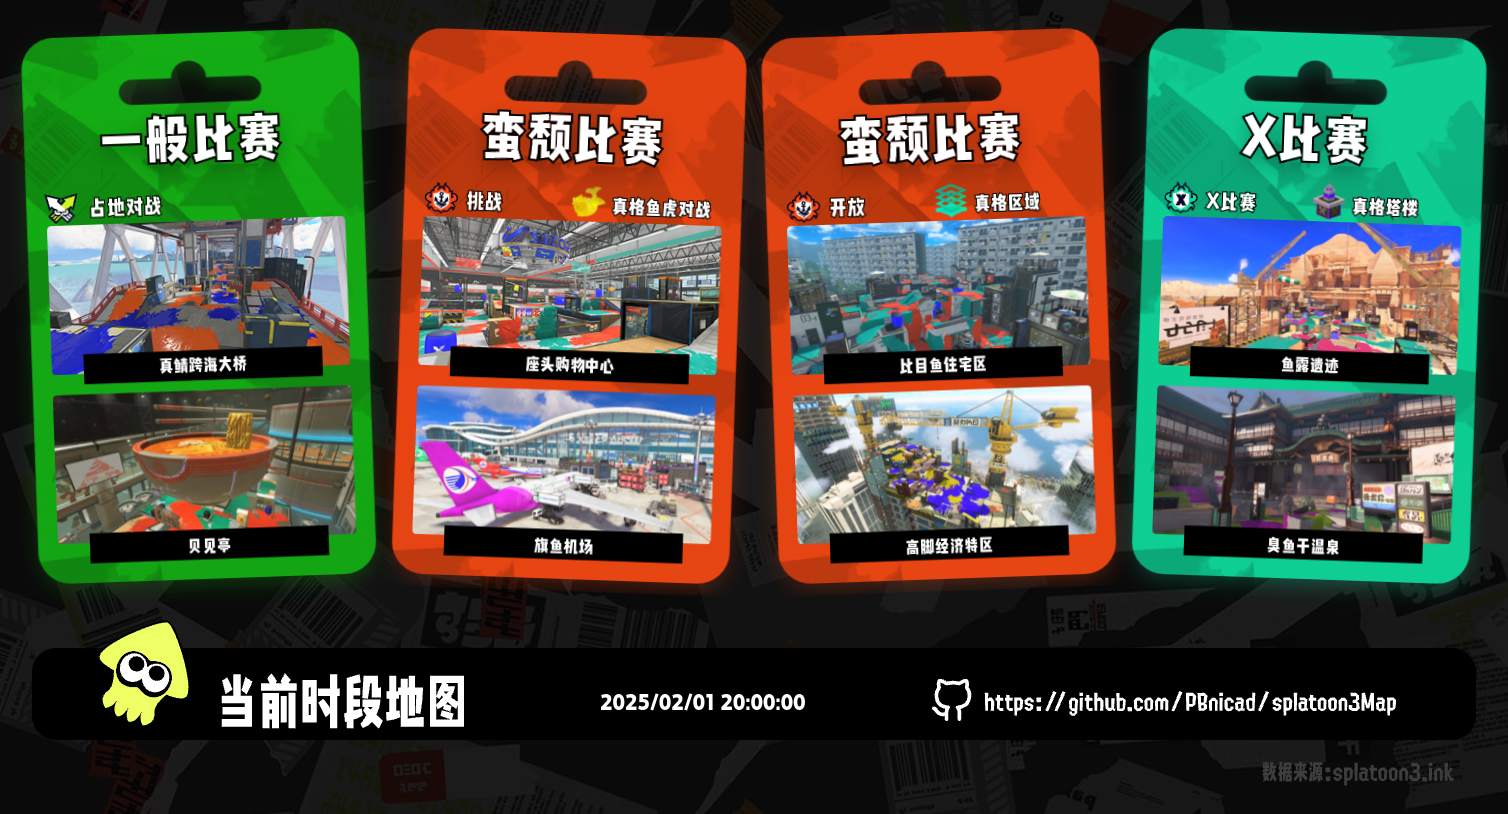 一般比赛
占地对战
真鲷跨海大桥
贝见亭
蛮颓比赛
挑战
真格鱼虎对战
座头购物中心
旗鱼机场
蛮颓比赛
开放
真格区域
比目鱼住宅区
高脚经济特区
X比赛
X比赛
真格塔楼
鱼露遗迹
臭鱼干温泉
当前时段地图
2025/02/01 20:00:00
https://github.com/PBnicad/splatoon3Map
数据来源:splatoon3.ink